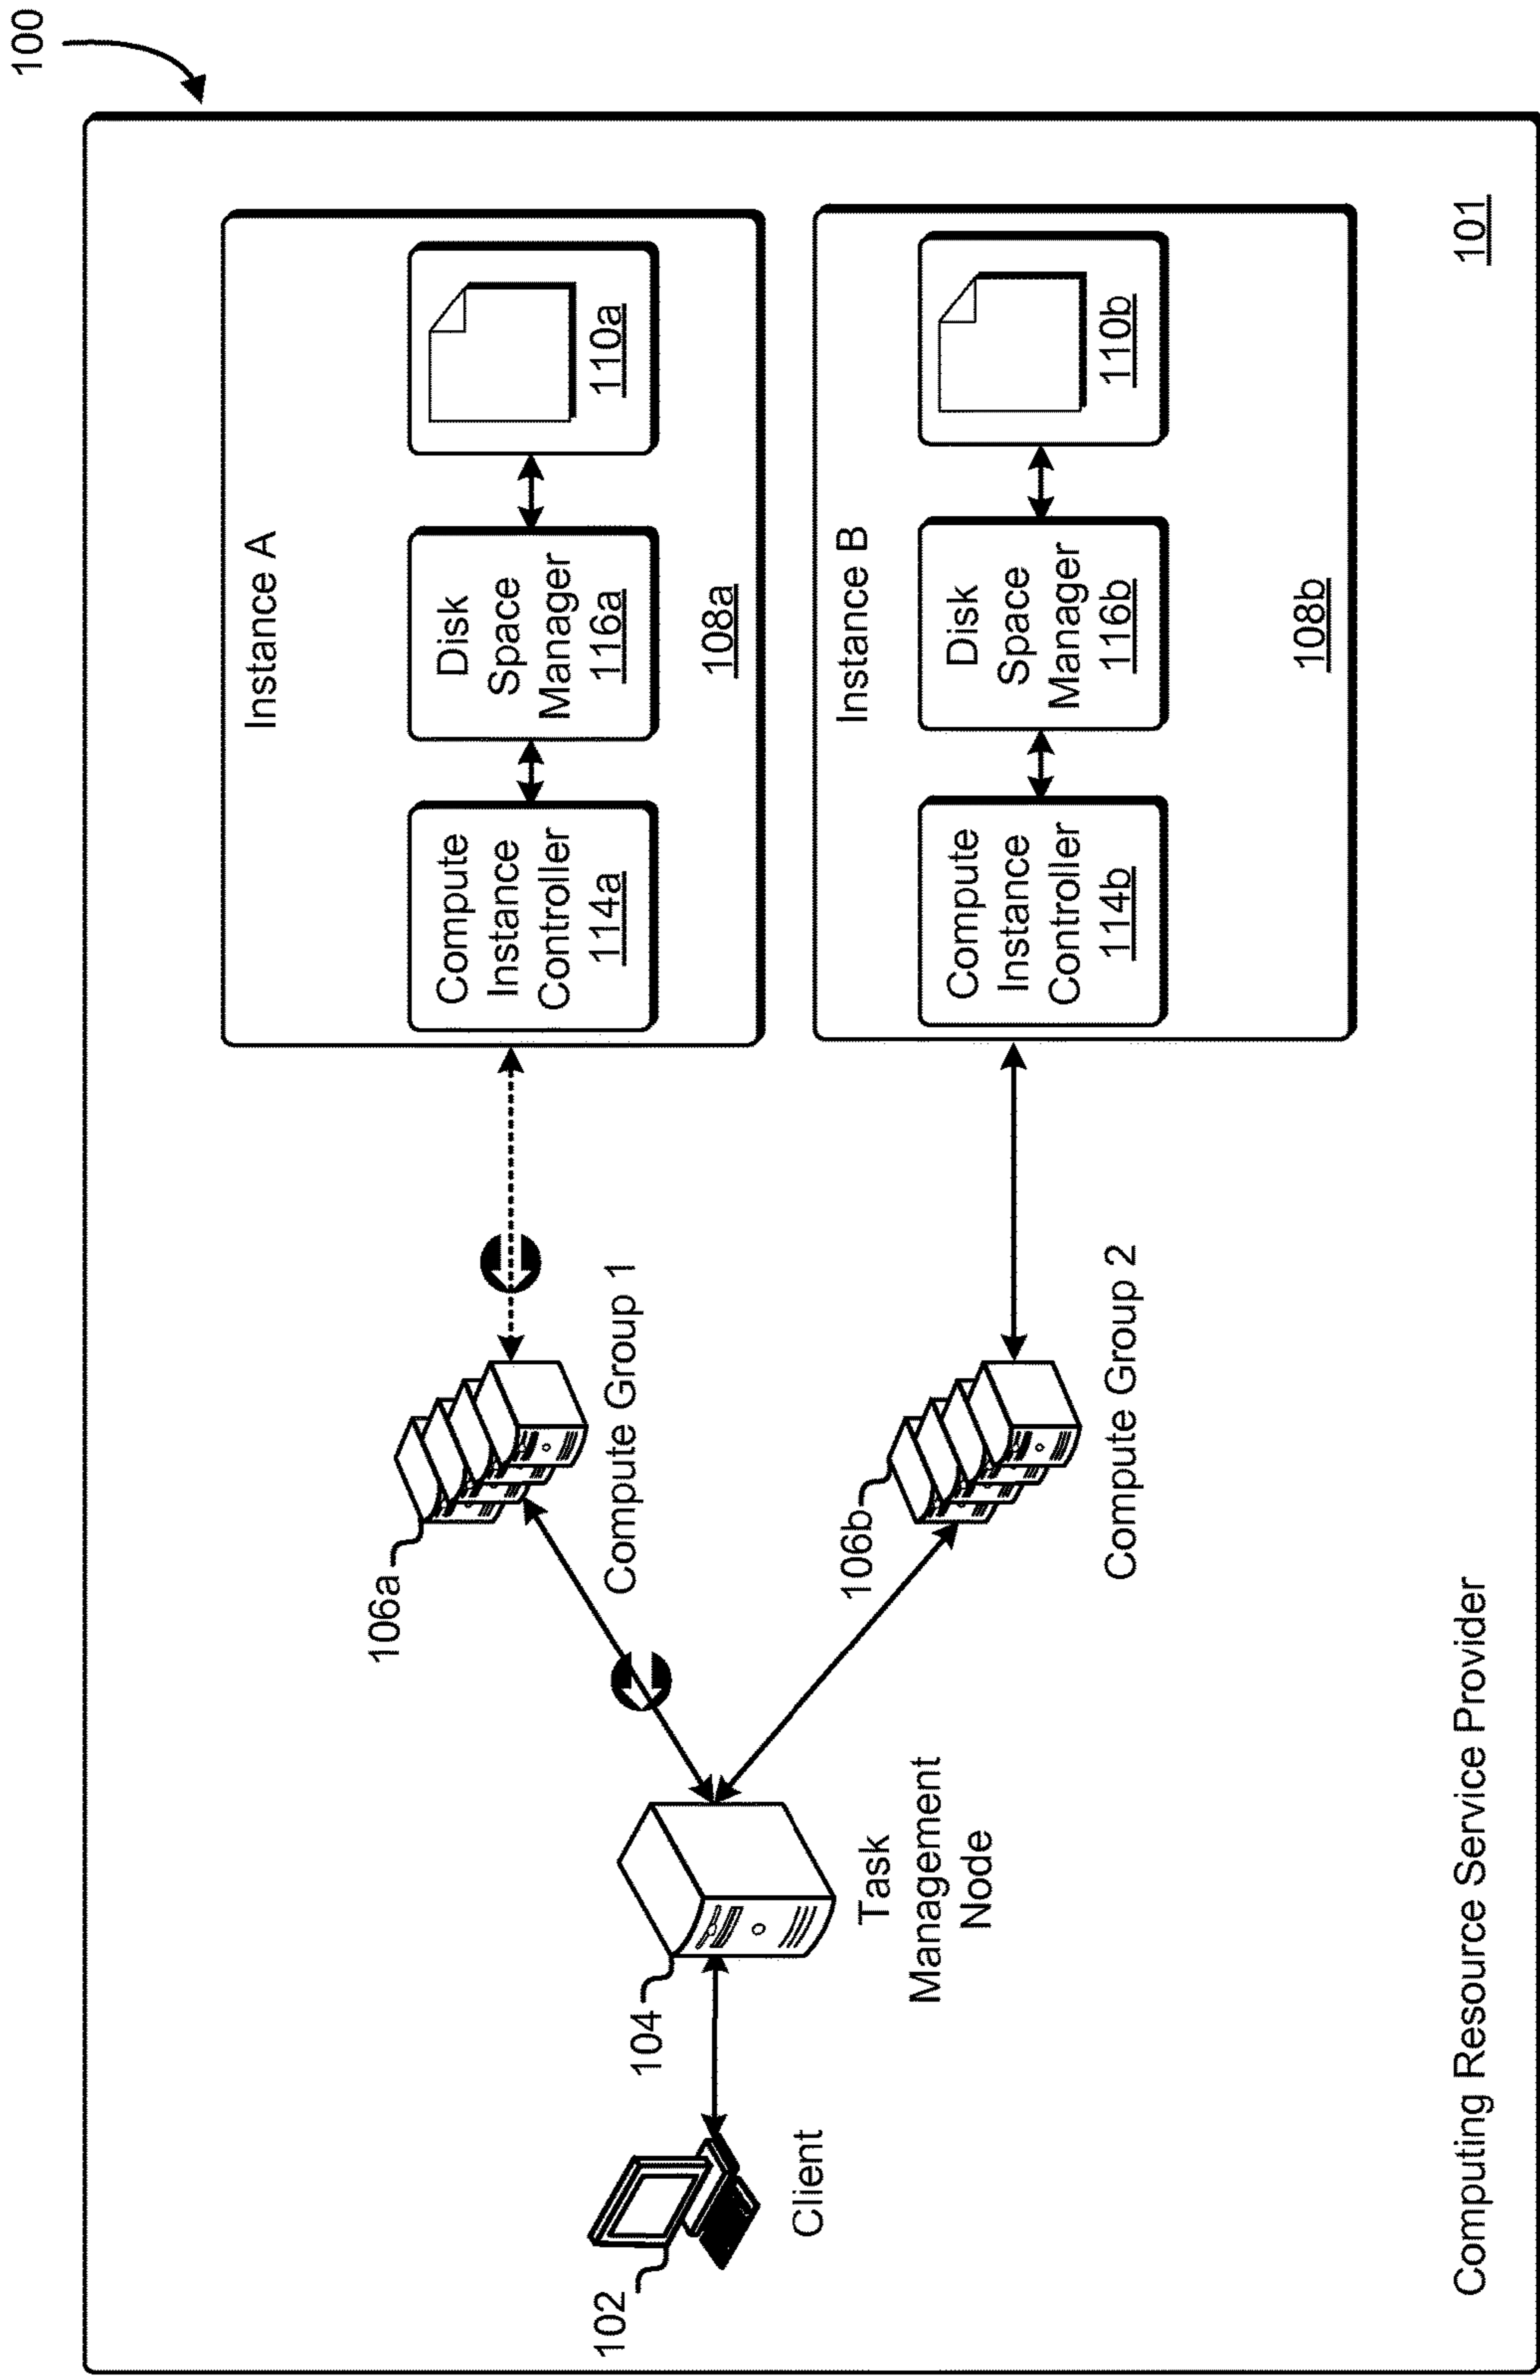 100
Instance A
Compute
Instance
Controller
114a
Disk
Space
Manager
116a
110a
108a
106a
Compute Group 1
102
Client
104
Task
Management
Node
Instance B
Compute
Instance
Controller
114b
Disk
Space
Manager
116b
110b
108b
106b
Compute Group 2
Computing Resource Service Provider
101